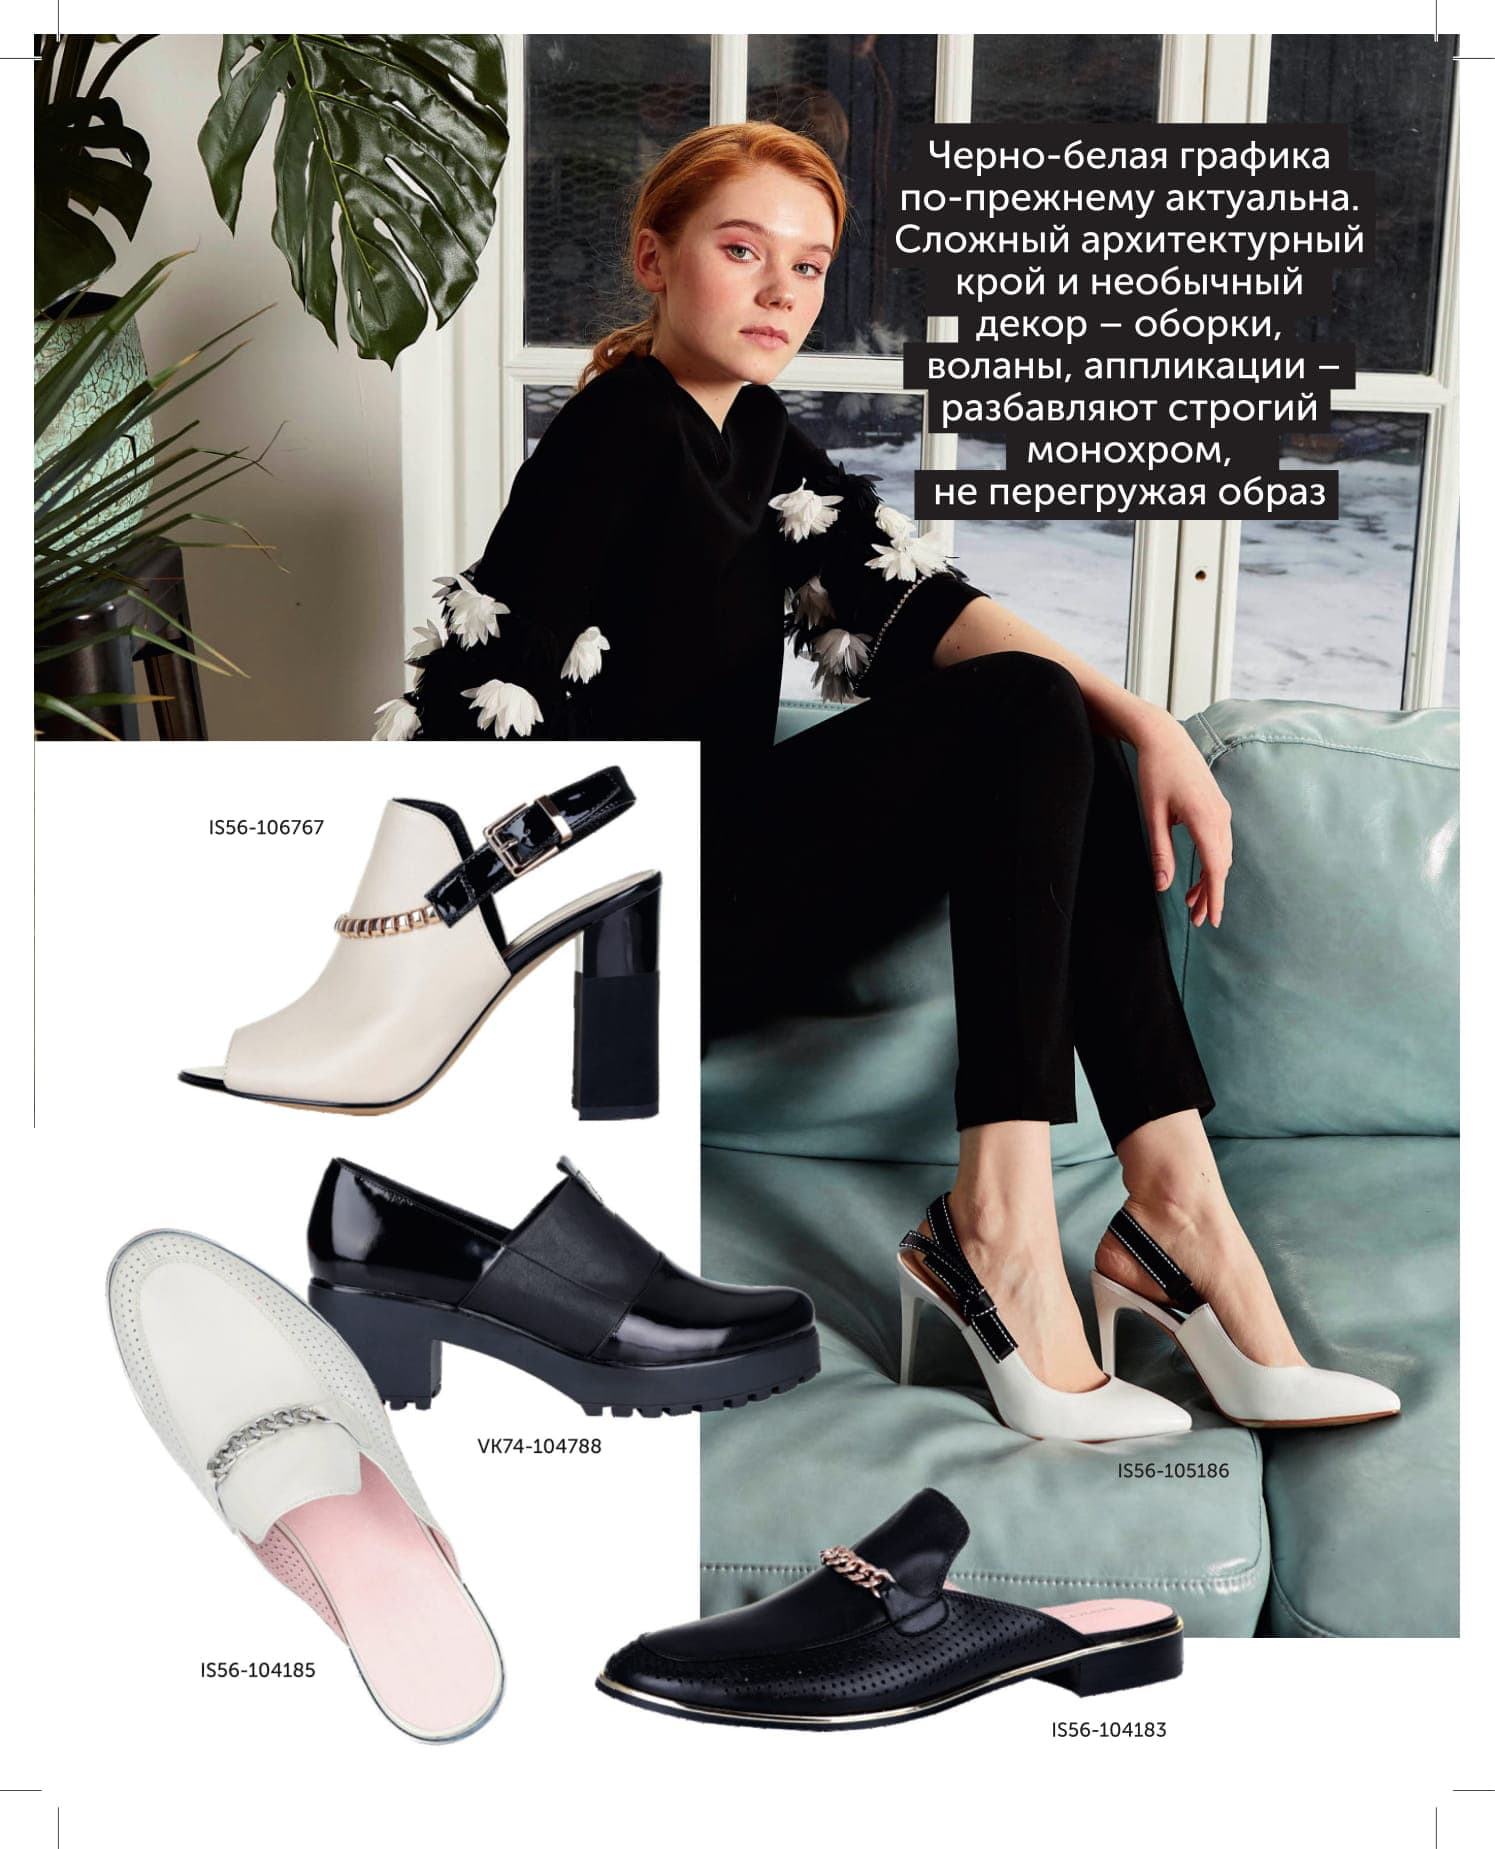 Черно-белая графика
по-прежнему актуальна.
Сложный архитектурный
крой и необычный
декор – оборки,
воланы, аппликации –
разбавляют строгий
монохром,
не перегружая образ
IS56-106767
VK74-104788
IS56-105186
IS56-104185
IS56-104183